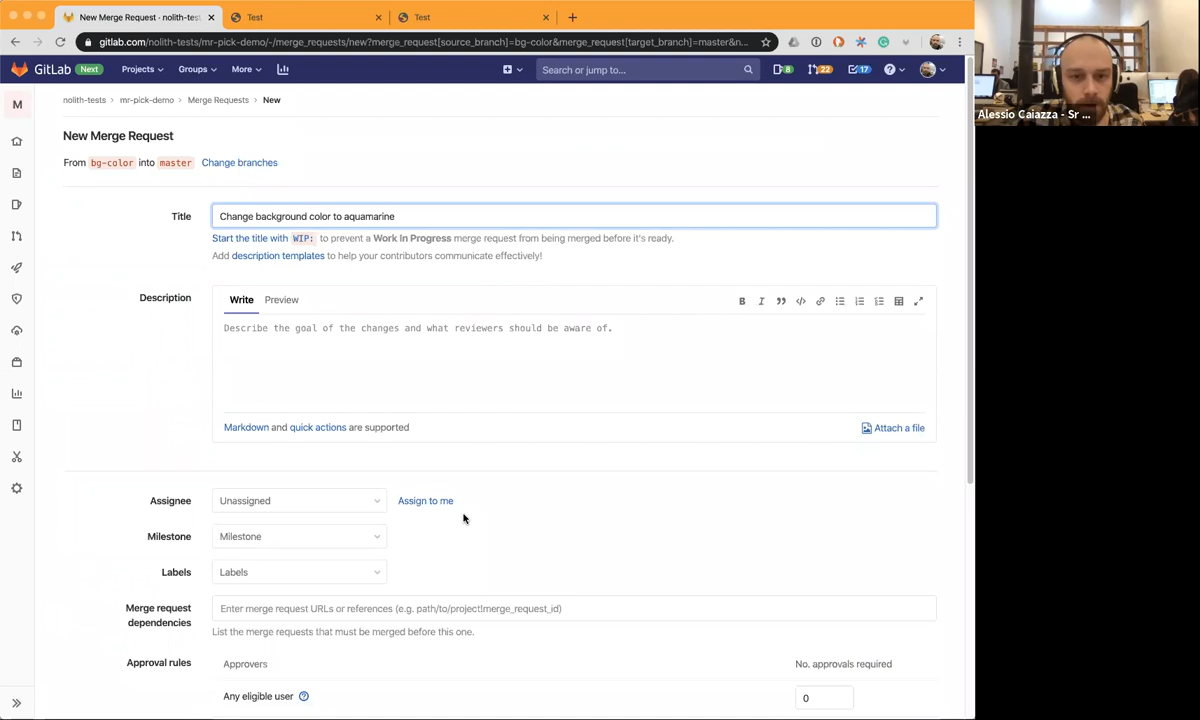 New Merge Request · nolith-test
Test
Test
gitlab.com/nolith-tests/mr-pick-demo/-/merge_requests/new?merge_request[source_branch]=bg-color&merge_request[target_branch]=master&n...
GitLab Next Projects Groups More Search or jump to... 8 22 17
M nolith-tests › mr-pick-demo › Merge Requests › New
Alessio Caiazza - Sr ...
New Merge Request
From bg-color into master Change branches
Title Change background color to aquamarine
Start the title with WIP: to prevent a Work In Progress merge request from being merged before it's ready.
Add description templates to help your contributors communicate effectively!
Description Write Preview
Describe the goal of the changes and what reviewers should be aware of.
Markdown and quick actions are supported Attach a file
Assignee Unassigned Assign to me
Milestone Milestone
Labels Labels
Merge request dependencies Enter merge request URLs or references (e.g. path/to/project!merge_request_id)
List the merge requests that must be merged before this one.
Approval rules Approvers No. approvals required
Any eligible user 0